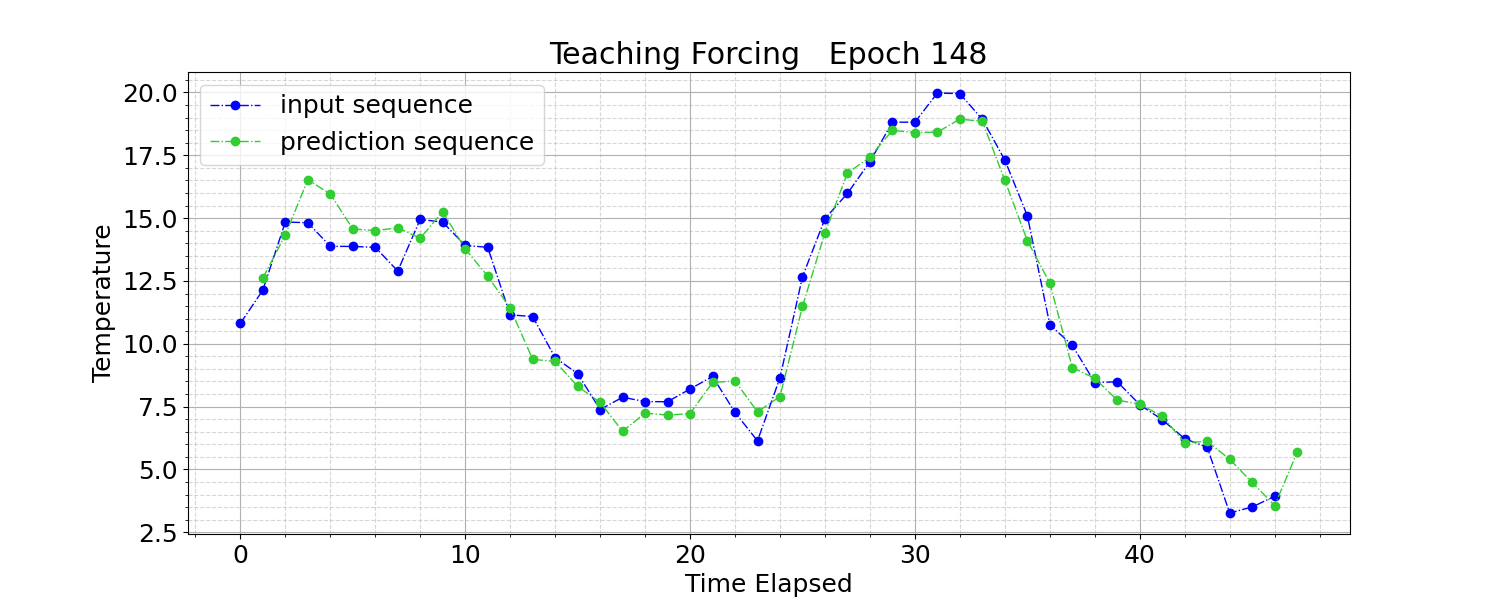 Teaching Forcing   Epoch 148
input sequence
prediction sequence
Temperature
20.0
17.5
15.0
12.5
10.0
7.5
5.0
2.5
0 10 20 30 40
Time Elapsed